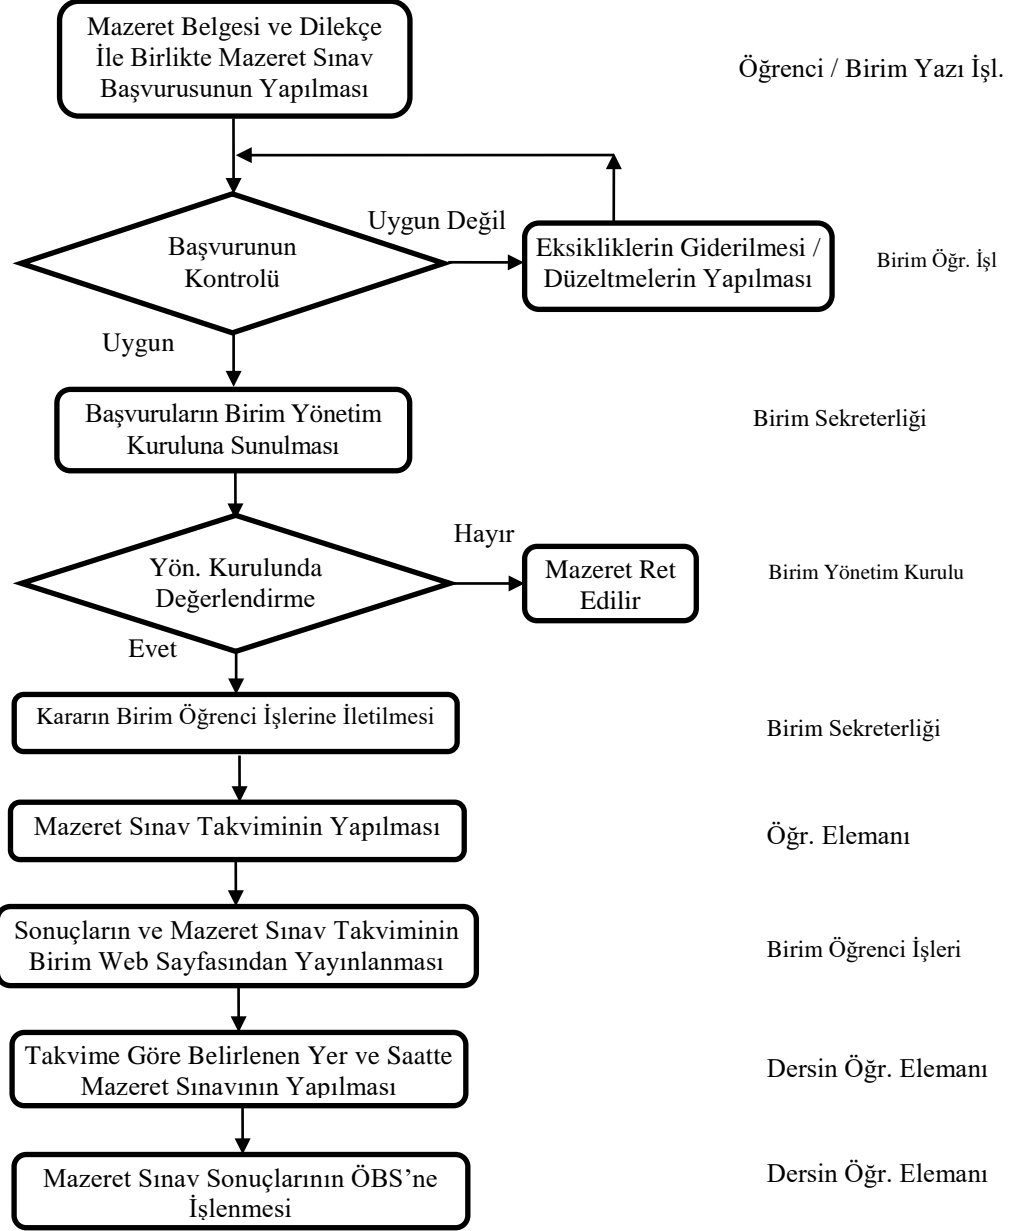 Mazeret Belgesi ve Dilekçe
İle Birlikte Mazeret Sınav
Başvurusunun Yapılması
Öğrenci / Birim Yazı İşl.
Uygun Değil
Başvurunun
Kontrolü
Eksikliklerin Giderilmesi /
Düzeltmelerin Yapılması
Birim Öğr. İşl
Uygun
Başvuruların Birim Yönetim
Kuruluna Sunulması
Birim Sekreterliği
Hayır
Yön. Kurulunda
Değerlendirme
Mazeret Ret
Edilir
Birim Yönetim Kurulu
Evet
Kararın Birim Öğrenci İşlerine İletilmesi
Birim Sekreterliği
Mazeret Sınav Takviminin Yapılması
Öğr. Elemanı
Sonuçların ve Mazeret Sınav Takviminin
Birim Web Sayfasından Yayınlanması
Birim Öğrenci İşleri
Takvime Göre Belirlenen Yer ve Saatte
Mazeret Sınavının Yapılması
Dersin Öğr. Elemanı
Mazeret Sınav Sonuçlarının ÖBS’ne
İşlenmesi
Dersin Öğr. Elemanı